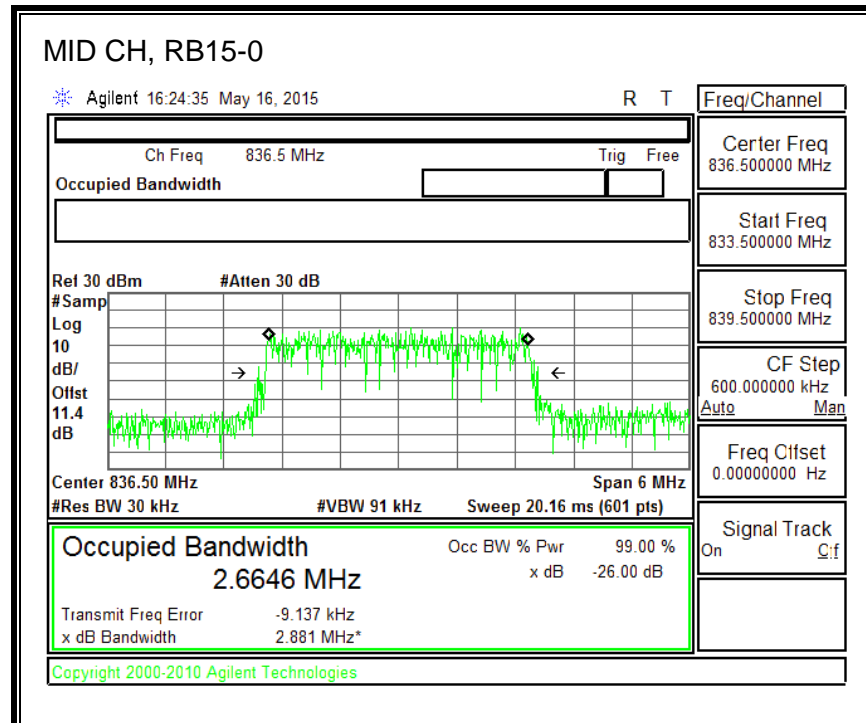 MID CH, RB15-0
Agilent 16:24:35 May 16, 2015 R T
Freq/Channel
Ch Freq 836.5 MHz Trig Free
Occupied Bandwidth
Center Freq
836.500000 MHz
Start Freq
833.500000 MHz
Stop Freq
839.500000 MHz
CF Step
600.000000 kHz
Auto Man
Freq Offset
0.00000000 Hz
Signal Track
On Off
Ref 30 dBm #Atten 30 dB
#Samp
Log
10
dB/
Offst
11.4
dB
Center 836.50 MHz Span 6 MHz
#Res BW 30 kHz #VBW 91 kHz Sweep 20.16 ms (601 pts)
Occupied Bandwidth Occ BW % Pwr 99.00 %
2.6646 MHz x dB -26.00 dB
Transmit Freq Error -9.137 kHz
x dB Bandwidth 2.881 MHz*
Copyright 2000-2010 Agilent Technologies